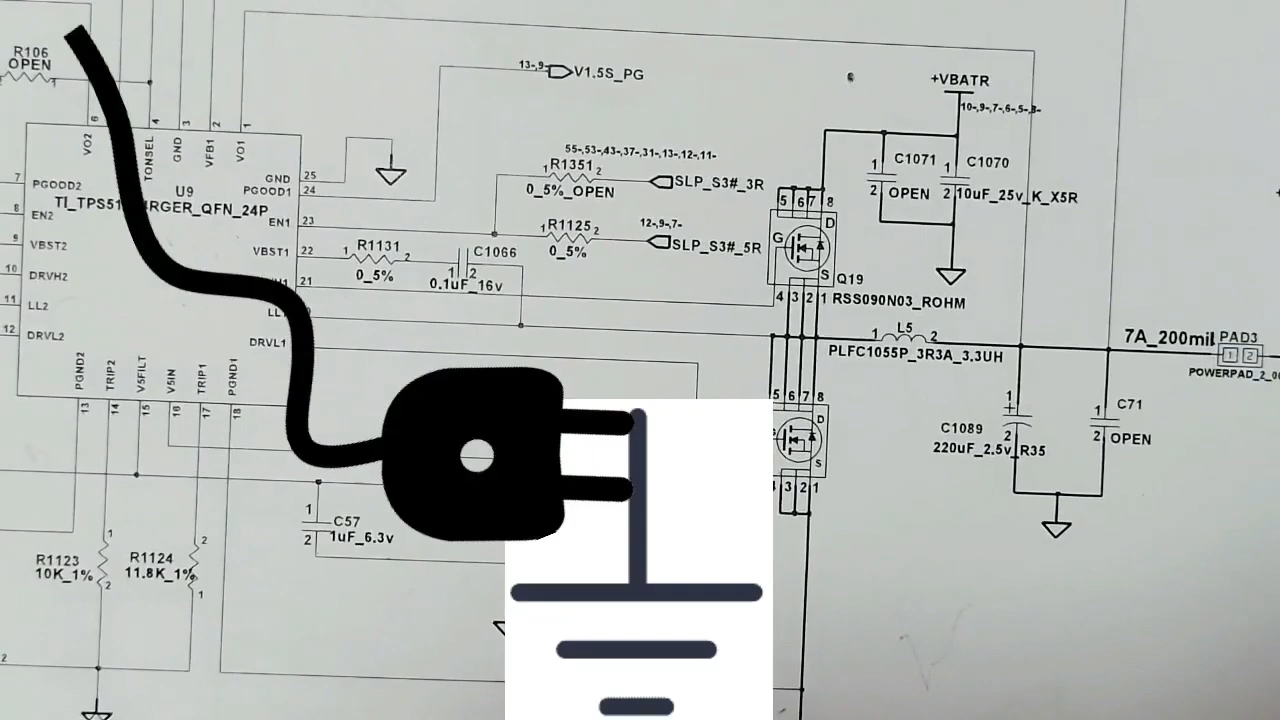 R106
OPEN
1
6
4
3
2
1
VO2
TONSEL
GND
VFB1
VO1
13-,9-
V1.5S_PG
+VBATR
10-,9-,7-,6-,5-,8-
7
8
9
10
11
12
PGOOD2
EN2
VBST2
DRVH2
LL2
DRVL2
U9
GND
PGOOD1
EN1
VBST1
DRVL1
25
24
23
22
21
55-,53-,43-,37-,31-,13-,12-,11-
1 R1351 2
0_5%_OPEN
SLP_S3#_3R
12-,9-,7-
1 R1125 2
0_5%
SLP_S3#_5R
1 R1131 2
0_5%
C1066
1 2
0.1uF_16v
1 C1071
2 OPEN
1 C1070
2 10uF_25v_K_X5R
5 6 7 8
D
G
S
Q19
4 3 2 1
RSS090N03_ROHM
1 L5 2
PLFC1055P_3R3A_3.3UH
7A_200mil
PAD3
1 2
5 6 7 8
D
S
3 2 1
1
C1089
2
220uF_2.5v_R35
C71
1
2 OPEN
PGND2
TRIP2
V5FILT
V5IN
TRIP1
PGND1
13
14
15
16
17
18
1
C57
1uF_6.3v
2
R1123
10K_1%
1
2
R1124
11.8K_1%
2
1
2